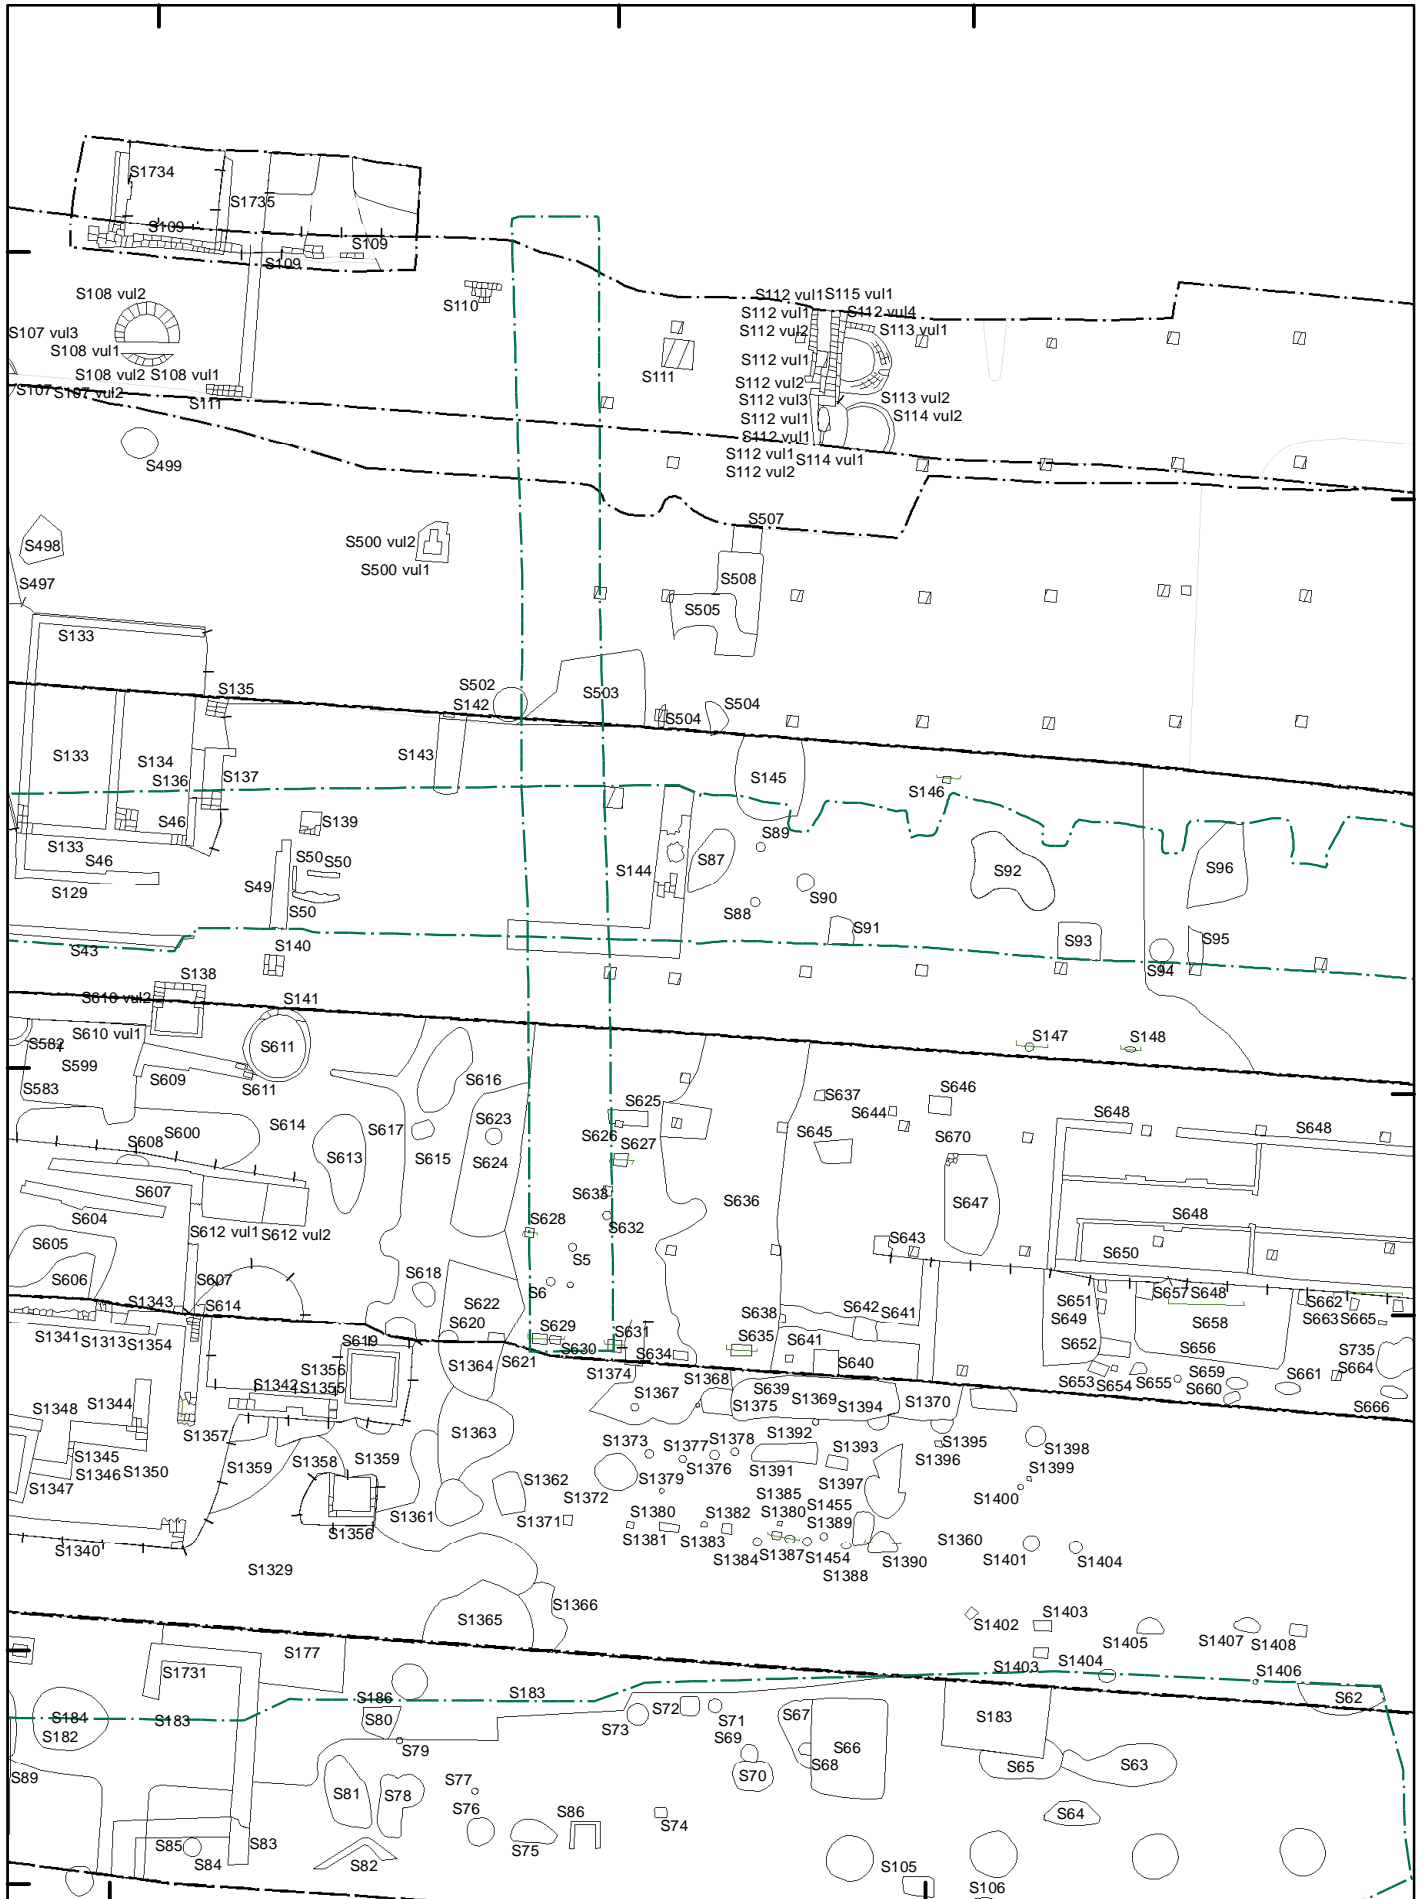 S1734
S1735
S109
S109
S109
S108 vul2
S110
S112 vul1 S115 vul1
S112 vul1 S112 vul4
S107 vul3
S112 vul2 S113 vul1
S108 vul1
S112 vul1
S108 vul2 S108 vul1
S111
S112 vul2
S107 S107 vul2
S111
S112 vul3 S113 vul2
S112 vul1 S114 vul2
S112 vul1
S112 vul1 S114 vul1
S499
S112 vul2
S507
S498
S500 vul2
S500 vul1
S497
S508
S505
S133
S135
S502
S142
S503
S504
S504
S133
S134
S136
S137
S143
S145
S146
S46
S139
S89
S133
S46
S50 S50
S129
S49
S144
S87
S92
S96
S90
S50
S88
S91
S43
S140
S93
S95
S138
S94
S610 vul2
S141
S610 vul1
S582
S599
S611
S147
S148
S583
S609
S611
S616
S625
S637
S646
S644
S648
S648
S600
S614
S617
S623
S626
S627
S645
S670
S608
S613
S615
S624
S607
S633
S636
S647
S604
S612 vul1 S612 vul2
S628
S632
S648
S605
S643
S650
S606
S607
S618
S5
S6
S657 S648
S1343
S614
S622
S638
S642
S641
S651
S649
S662
S663
S665
S1341
S1313
S1354
S619
S620
S629
S630
S631
S635
S641
S658
S652
S656
S735
S1356
S1364
S621
S634
S640
S664
S1342
S1355
S1374
S1368
S653
S654
S655
S659
S660
S661
S1344
S1367
S639
S1375
S1369
S1370
S666
S1348
S1357
S1394
S1363
S1392
S1345
S1346
S1350
S1359
S1358
S1359
S1373
S1377
S1378
S1376
S1393
S1395
S1396
S1398
S1347
S1362
S1379
S1391
S1397
S1399
S1372
S1385
S1400
S1361
S1371
S1380
S1382
S1380
S1455
S1389
S1356
S1381
S1383
S1340
S1384
S1387
S1454
S1390
S1360
S1401
S1404
S1329
S1388
S1365
S1366
S1402
S1403
S1405
S1407
S1408
S177
S1731
S1403
S1404
S1406
S186
S183
S184
S183
S80
S72
S71
S67
S183
S62
S182
S73
S69
S66
S79
S68
S65
S63
S89
S81
S78
S77
S70
S76
S86
S74
S64
S85
S83
S75
S84
S82
S105
S106